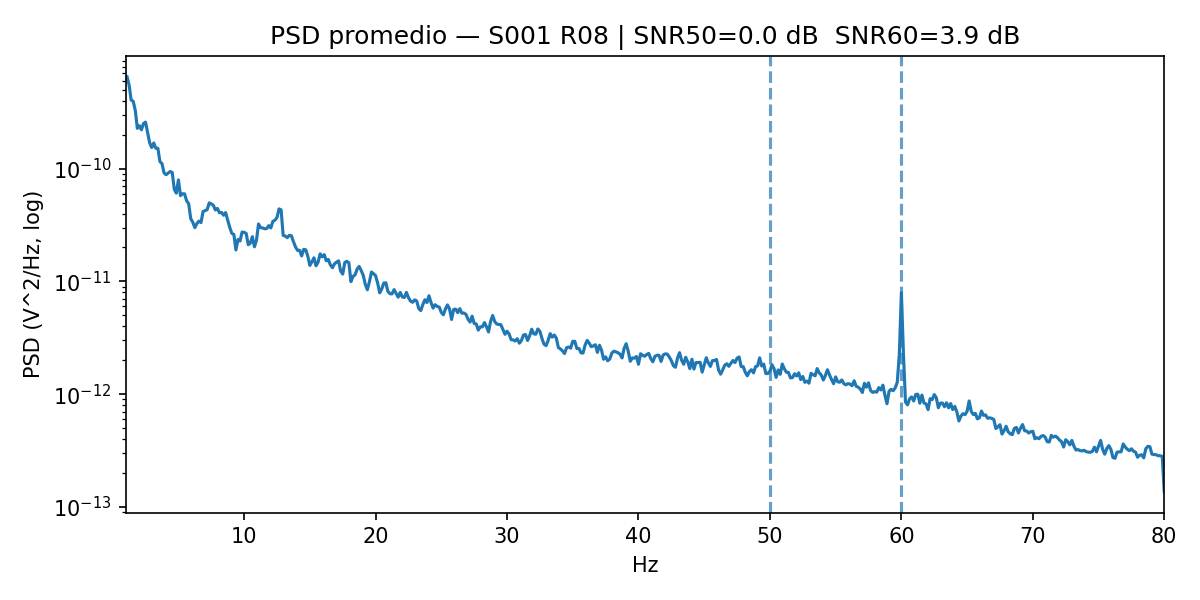 PSD promedio — S001 R08 | SNR50=0.0 dB  SNR60=3.9 dB
PSD (V^2/Hz, log)
10⁻¹⁰
10⁻¹¹
10⁻¹²
10⁻¹³
10 20 30 40 50 60 70 80
Hz